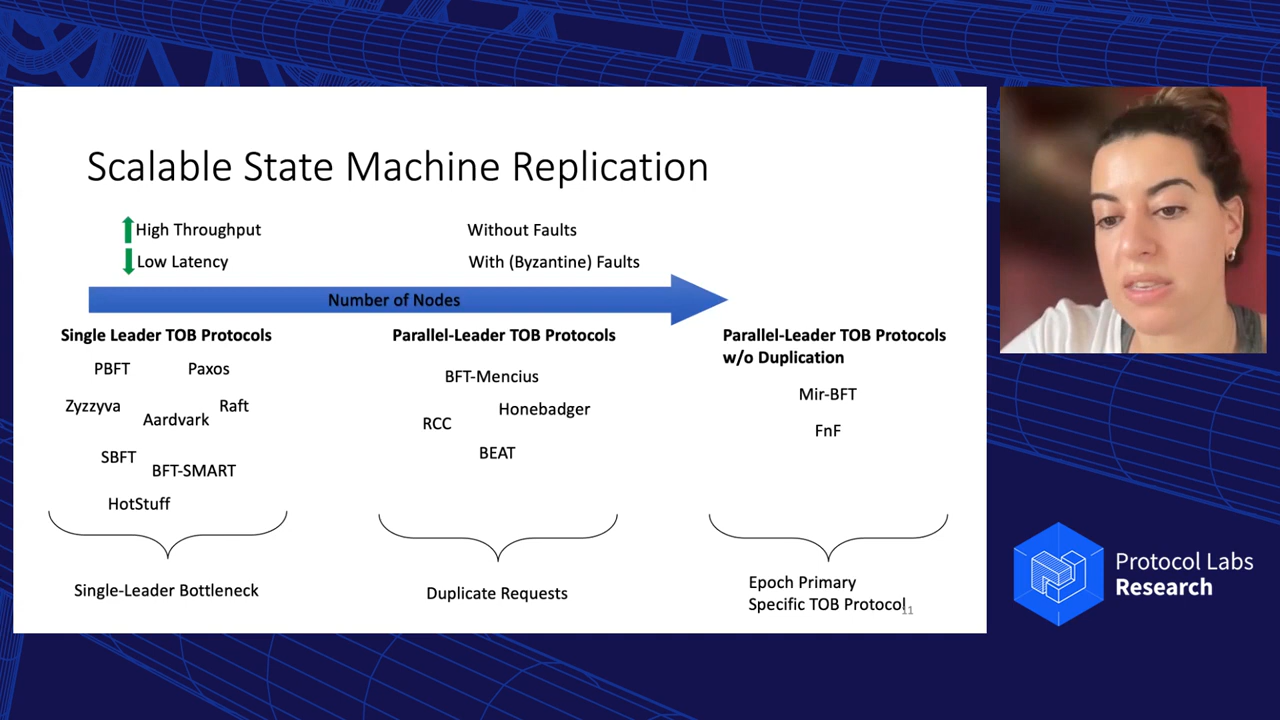 Scalable State Machine Replication
High Throughput
Without Faults
Low Latency
With (Byzantine) Faults
Number of Nodes
Single Leader TOB Protocols
PBFT
Paxos
Zyzzyva
Raft
Aardvark
SBFT
BFT-SMART
HotStuff
Single-Leader Bottleneck
Parallel-Leader TOB Protocols
BFT-Mencius
Honebadger
RCC
BEAT
Duplicate Requests
Parallel-Leader TOB Protocols
w/o Duplication
Mir-BFT
FnF
Epoch Primary
Specific TOB Protocol
11
Protocol Labs
Research